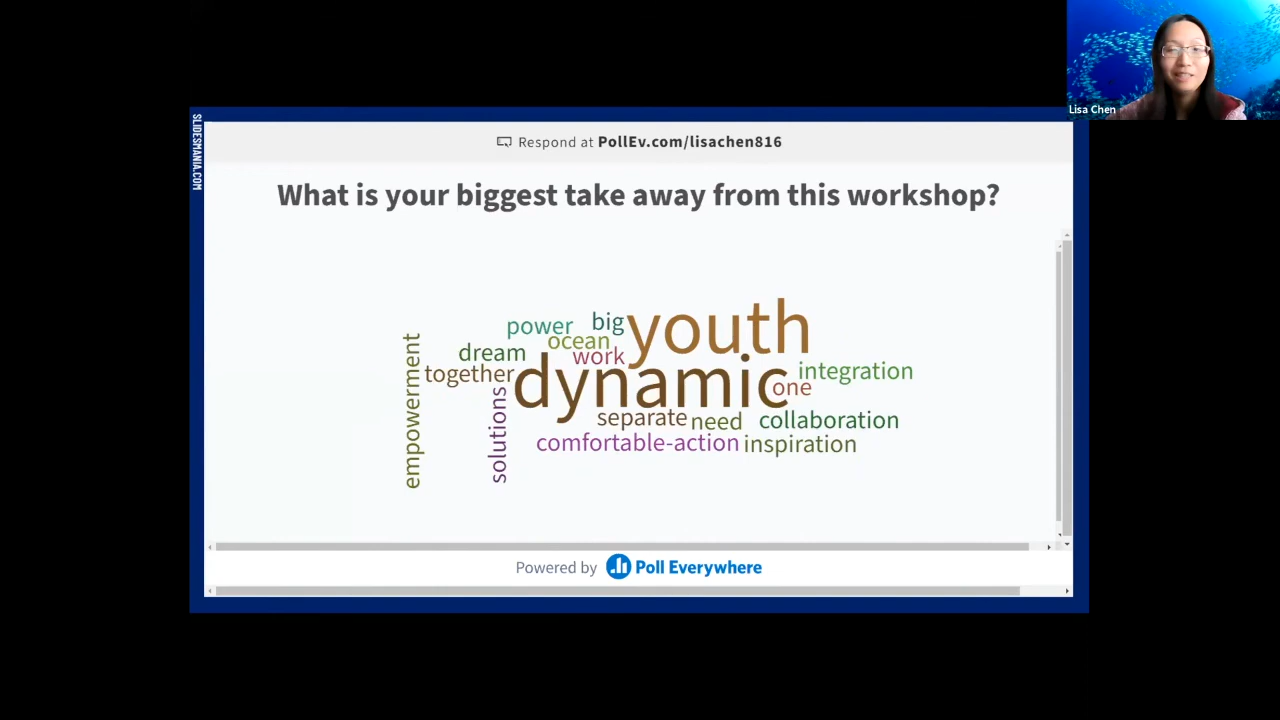 Lisa Chen
SLIDESMANIA.COM
Respond at PollEv.com/lisachen816
What is your biggest take away from this workshop?
youth
big
power
ocean
dream
work
together
dynamic
integration
one
empowerment
solutions
separate
need
collaboration
comfortable-action
inspiration
Powered by Poll Everywhere